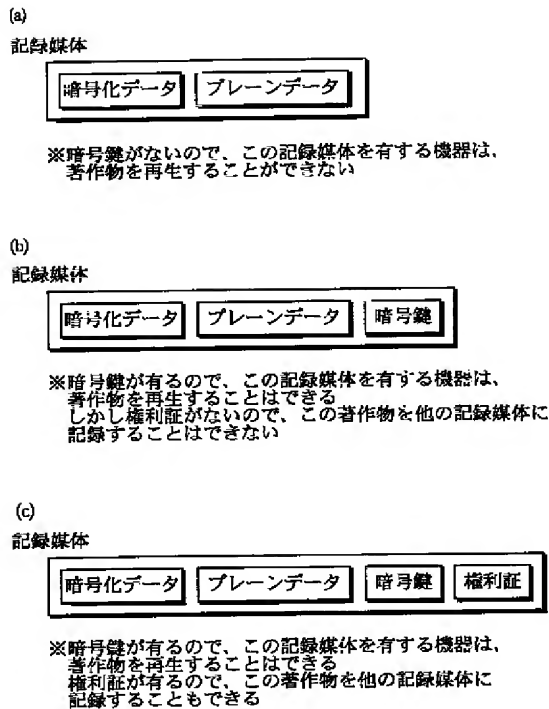 (a)
記録媒体
暗号化データ プレーンデータ
※暗号鍵がないので、この記録媒体を有する機器は、
著作物を再生することができない
(b)
記録媒体
暗号化データ プレーンデータ 暗号鍵
※暗号鍵が有るので、この記録媒体を有する機器は、
著作物を再生することはできる
しかし権利証がないので、この著作物を他の記録媒体に
記録することはできない
(c)
記録媒体
暗号化データ プレーンデータ 暗号鍵 権利証
※暗号鍵が有るので、この記録媒体を有する機器は、
著作物を再生することはできる
権利証が有るので、この著作物を他の記録媒体に
記録することもできる